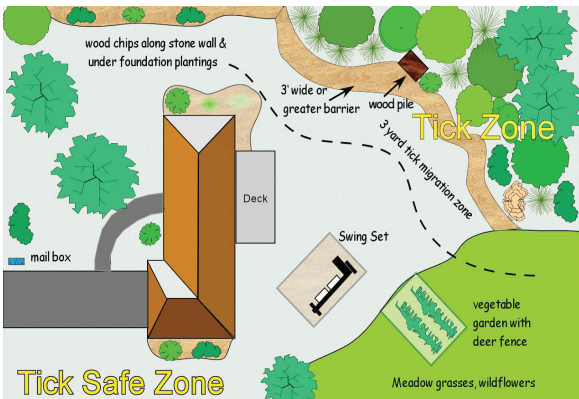 wood chips along stone wall &
under foundation plantings
3' wide or
greater barrier
wood pile
Tick Zone
3 yard tick migration zone
Deck
Swing Set
mail box
vegetable
garden with
deer fence
Tick Safe Zone
Meadow grasses, wildflowers